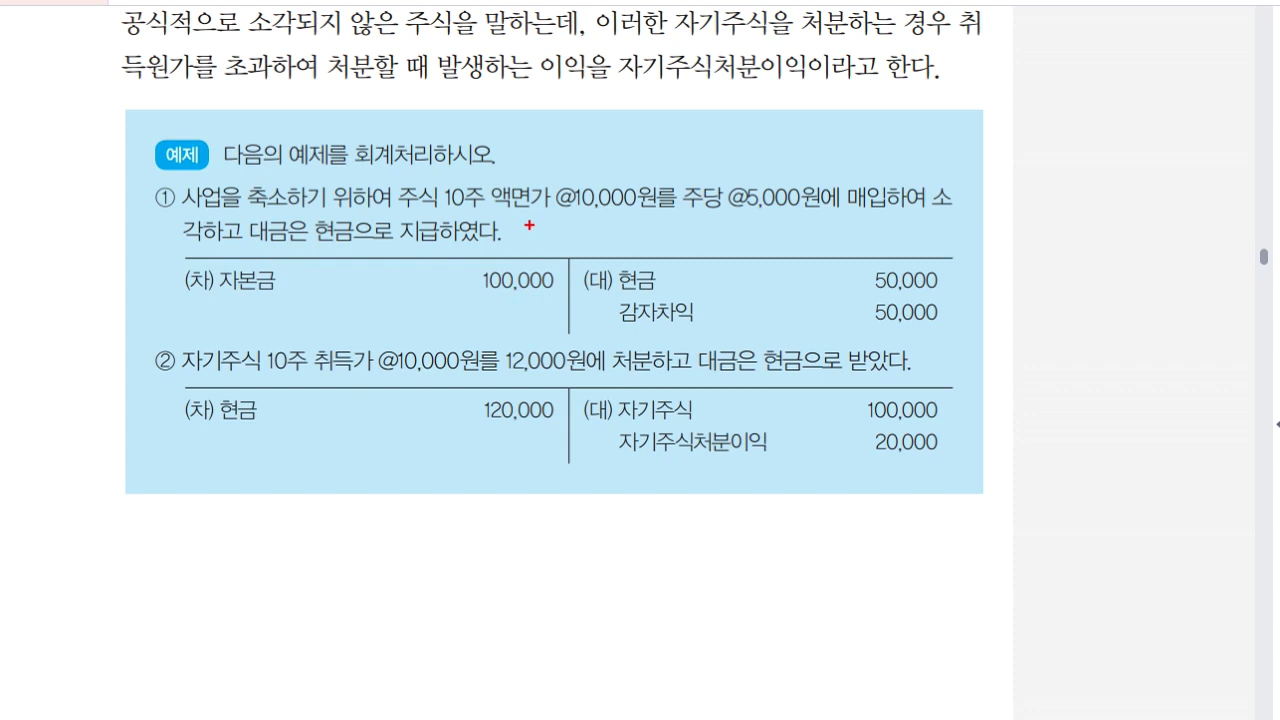 공식적으로 소각되지 않은 주식을 말하는데, 이러한 자기주식을 처분하는 경우 취
득원가를 초과하여 처분할 때 발생하는 이익을 자기주식처분이익이라고 한다.
예제 다음의 예제를 회계처리하시오.
① 사업을 축소하기 위하여 주식 10주 액면가 @10,000원를 주당 @5,000원에 매입하여 소
각하고 대금은 현금으로 지급하였다.
(차) 자본금 100,000 (대) 현금 50,000
감자차익 50,000
② 자기주식 10주 취득가 @10,000원를 12,000원에 처분하고 대금은 현금으로 받았다.
(차) 현금 120,000 (대) 자기주식 100,000
자기주식처분이익 20,000